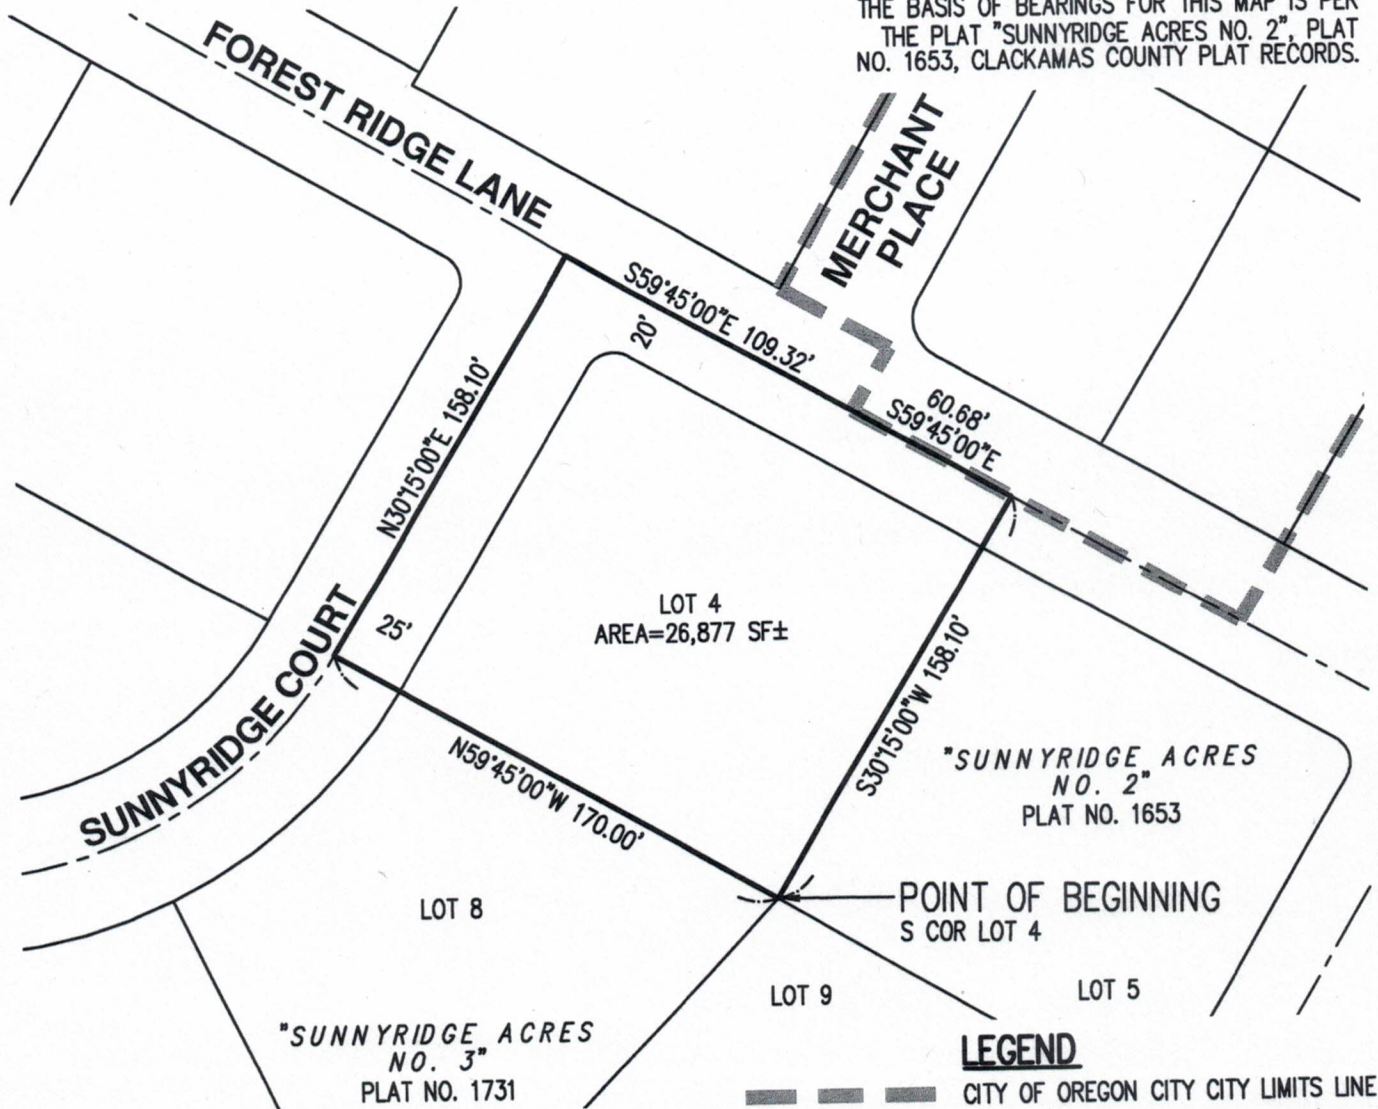 THE BASIS OF BEARINGS FOR THIS MAP IS PER
THE PLAT "SUNNYRIDGE ACRES NO. 2", PLAT
NO. 1653, CLACKAMAS COUNTY PLAT RECORDS.
FOREST RIDGE LANE
MERCHANT
PLACE
S59°45'00"E 109.32'
20'
60.68'
S59°45'00"E
N30°15'00"E 158.10'
25'
LOT 4
AREA=26,877 SF±
S30°15'00"W 158.10'
SUNNYRIDGE COURT
N59°45'00"W 170.00'
"SUNNYRIDGE ACRES
NO. 2"
PLAT NO. 1653
LOT 8
POINT OF BEGINNING
S COR LOT 4
LOT 9
LOT 5
"SUNNYRIDGE ACRES
NO. 3"
PLAT NO. 1731
LEGEND
CITY OF OREGON CITY CITY LIMITS LINE